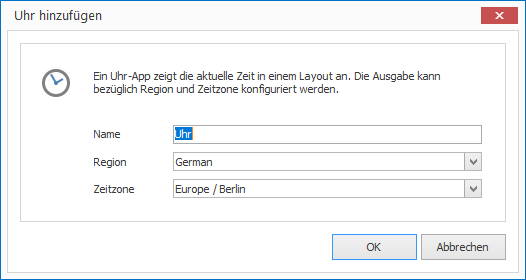 Uhr hinzufügen
Ein Uhr-App zeigt die aktuelle Zeit in einem Layout an. Die Ausgabe kann
bezüglich Region und Zeitzone konfiguriert werden.
Name Uhr
Region German
Zeitzone Europe / Berlin
OK Abbrechen